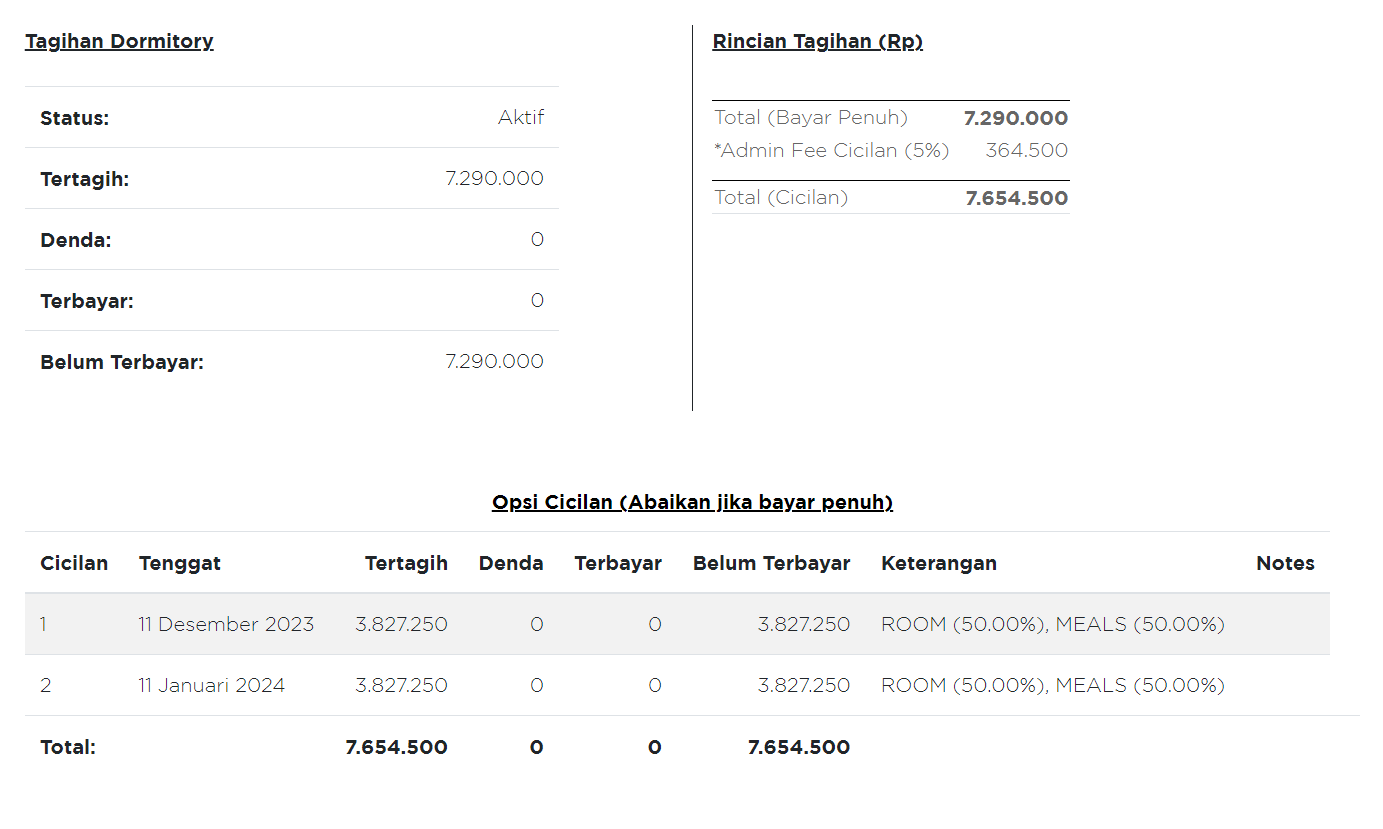 Tagihan Dormitory
Status: Aktif
Tertagih: 7.290.000
Denda: 0
Terbayar: 0
Belum Terbayar: 7.290.000
Rincian Tagihan (Rp)
Total (Bayar Penuh) 7.290.000
*Admin Fee Cicilan (5%) 364.500
Total (Cicilan) 7.654.500
Opsi Cicilan (Abaikan jika bayar penuh)
Cicilan Tenggat Tertagih Denda Terbayar Belum Terbayar Keterangan Notes
1 11 Desember 2023 3.827.250 0 0 3.827.250 ROOM (50.00%), MEALS (50.00%)
2 11 Januari 2024 3.827.250 0 0 3.827.250 ROOM (50.00%), MEALS (50.00%)
Total: 7.654.500 0 0 7.654.500